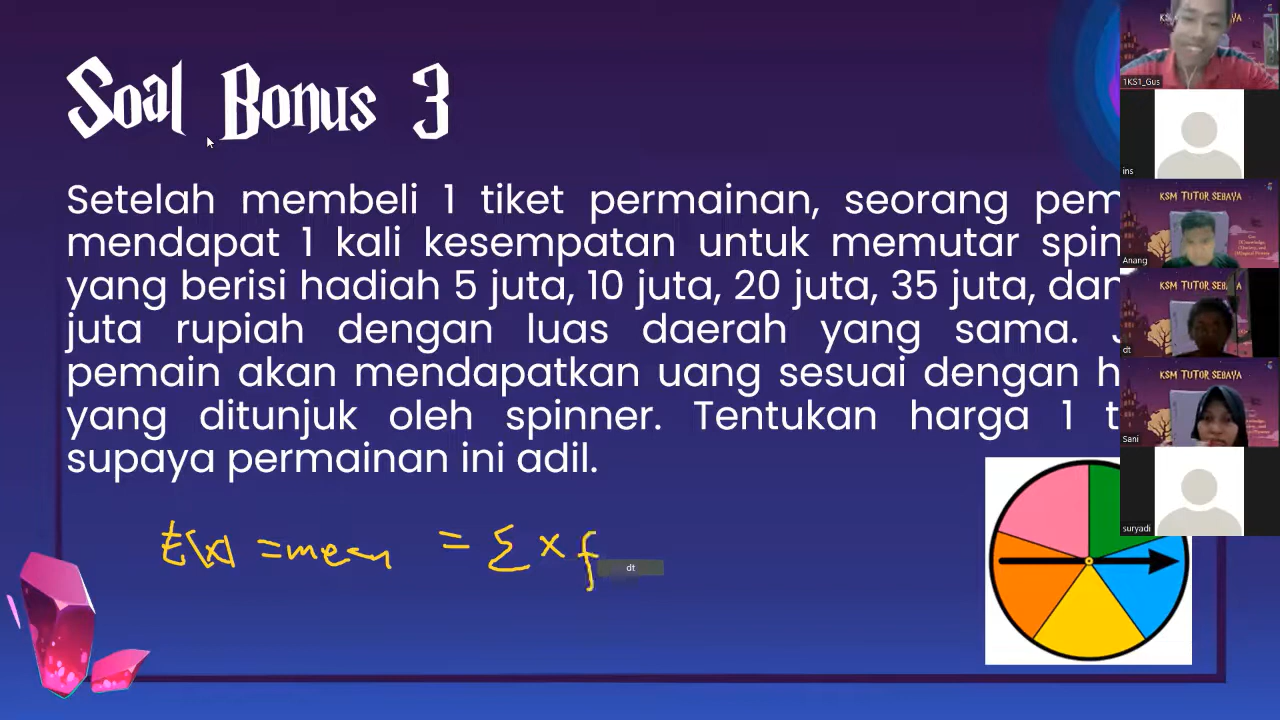 Soal Bonus 3
Setelah membeli 1 tiket permainan, seorang pem
mendapat 1 kali kesempatan untuk memutar spin
yang berisi hadiah 5 juta, 10 juta, 20 juta, 35 juta, dan
juta rupiah dengan luas daerah yang sama.
pemain akan mendapatkan uang sesuai dengan h
yang ditunjuk oleh spinner. Tentukan harga 1 t
supaya permainan ini adil.
E(x) = mean = Σ x f
dt
1KS1_Gus
ins
KSM TUTOR SEBAYA
Anang
KSM TUTOR SEBAYA
dt
KSM TUTOR SEBAYA
Sani
suryadi